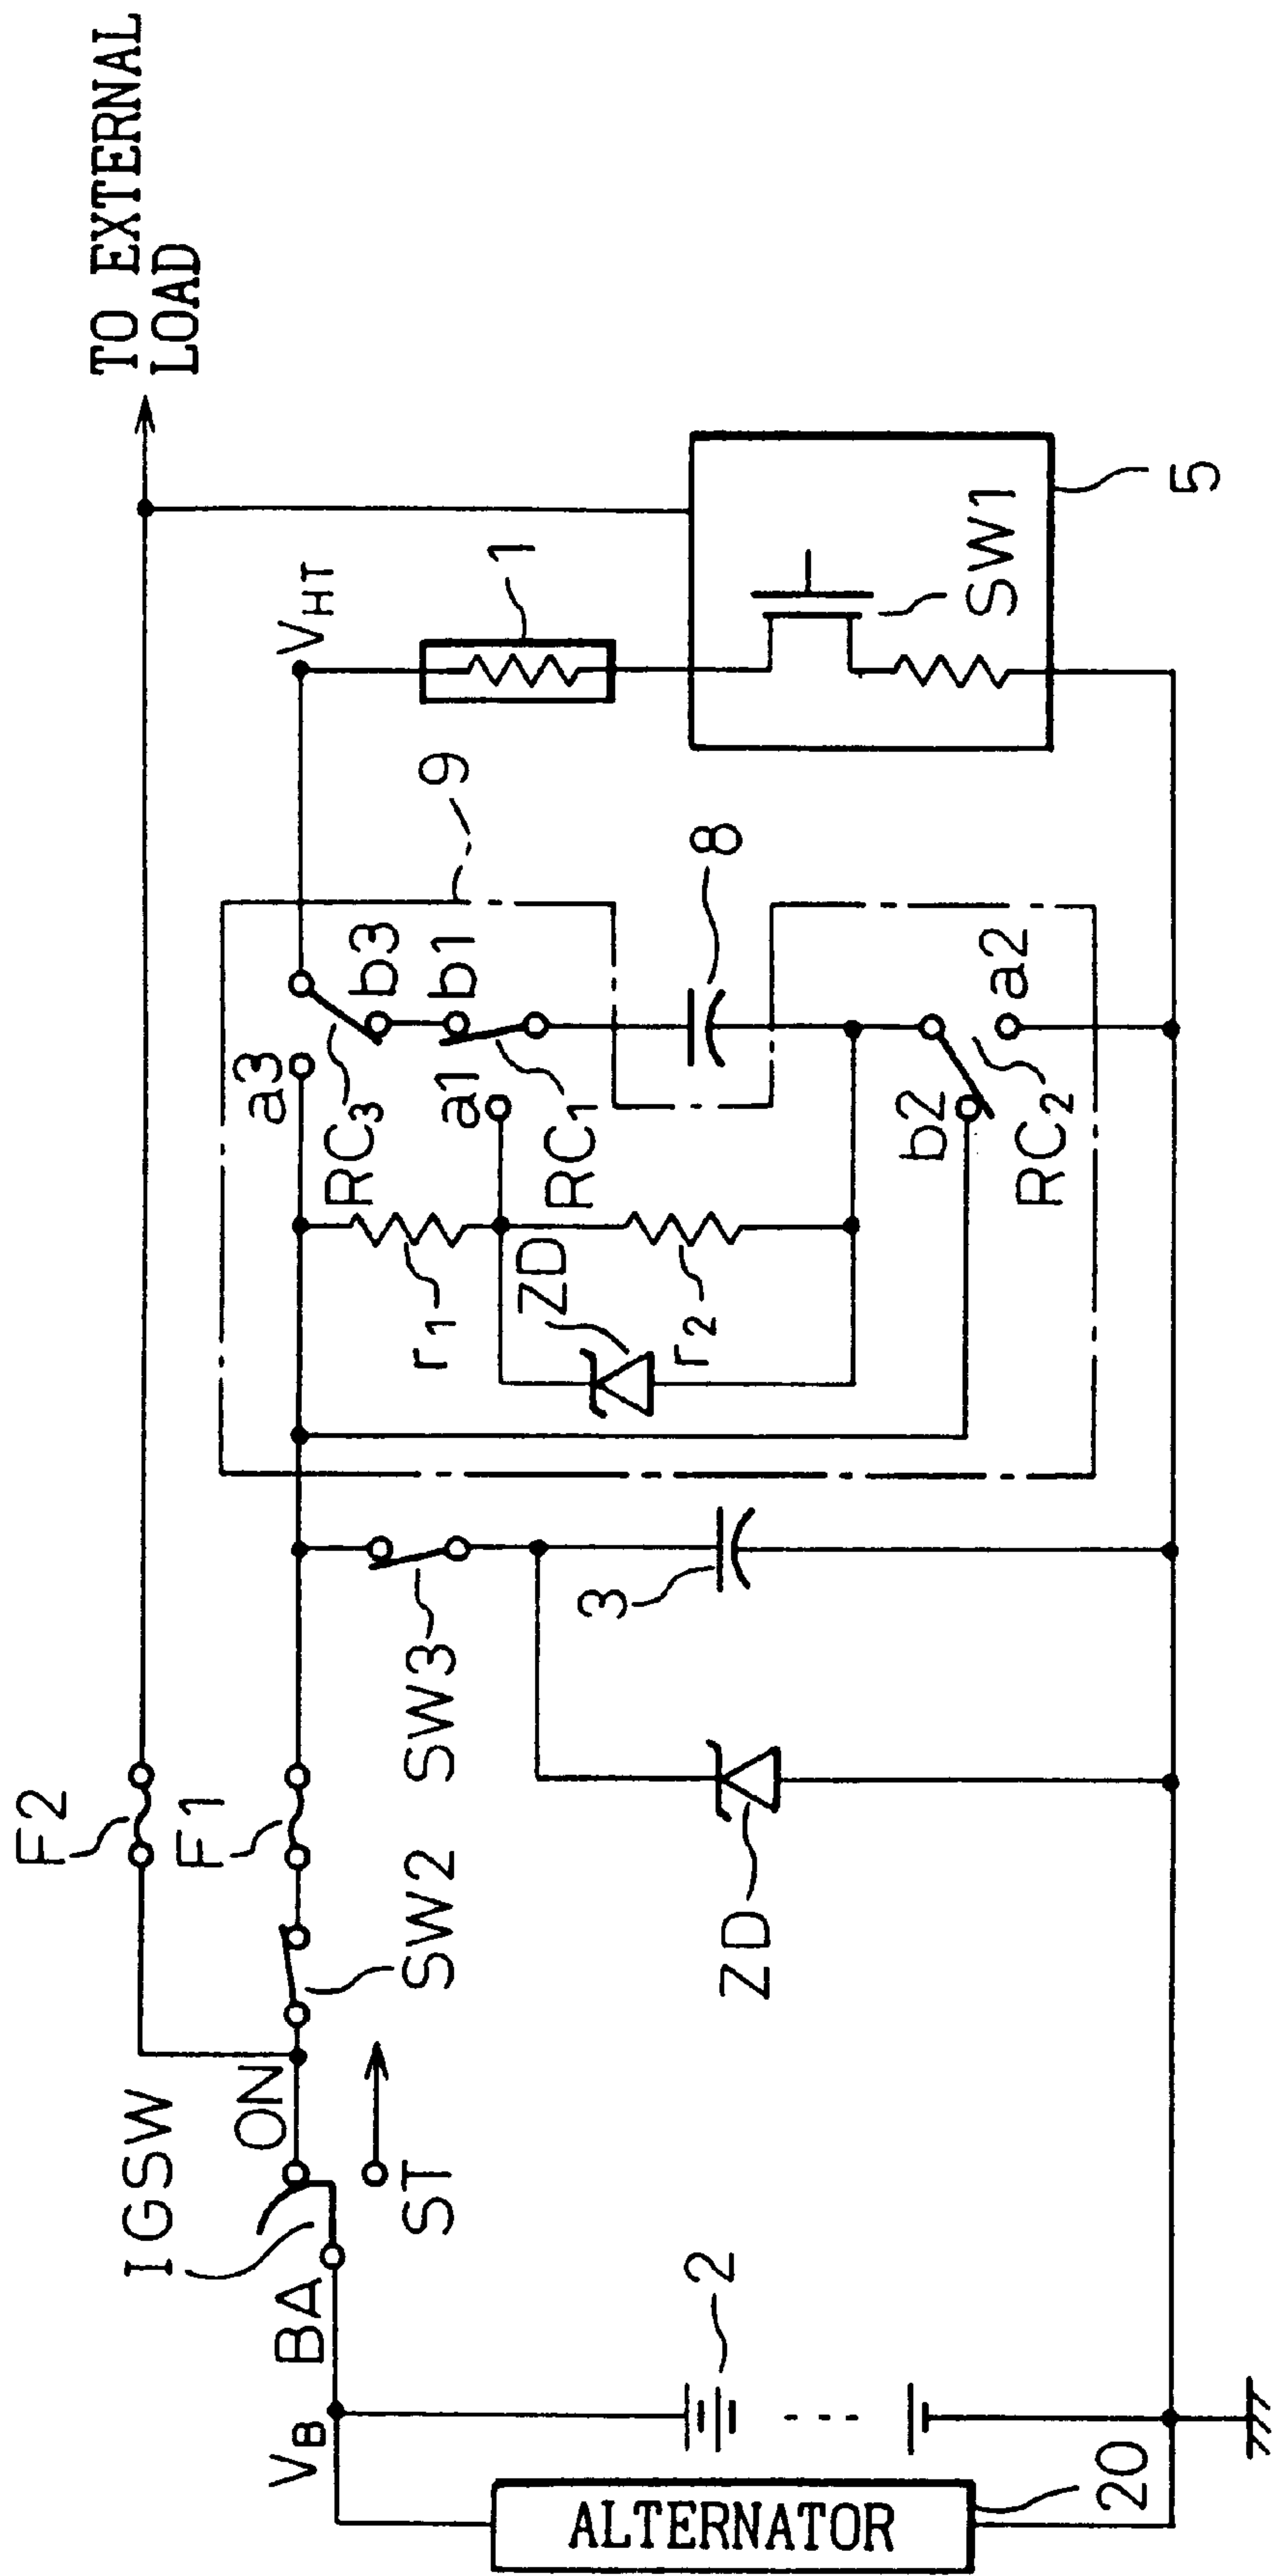 TO EXTERNAL
LOAD
F2
F1
IGSW
ON
BA
ST
SW2
SW3
V_B
V_HT
a3
b3
b1
a1
RC₃
RC₁
RC₂
b2
a2
r₁
r₂
ZD
ZD
9
8
1
SW1
5
3
2
ALTERNATOR
20